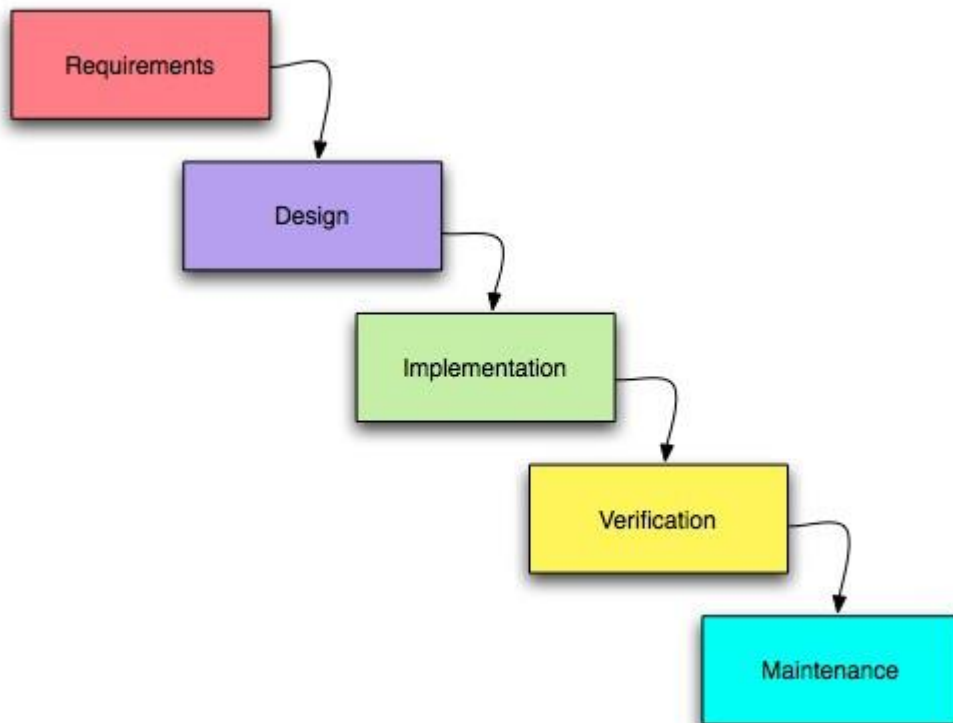 Requirements
Design
Implementation
Verification
Maintenance